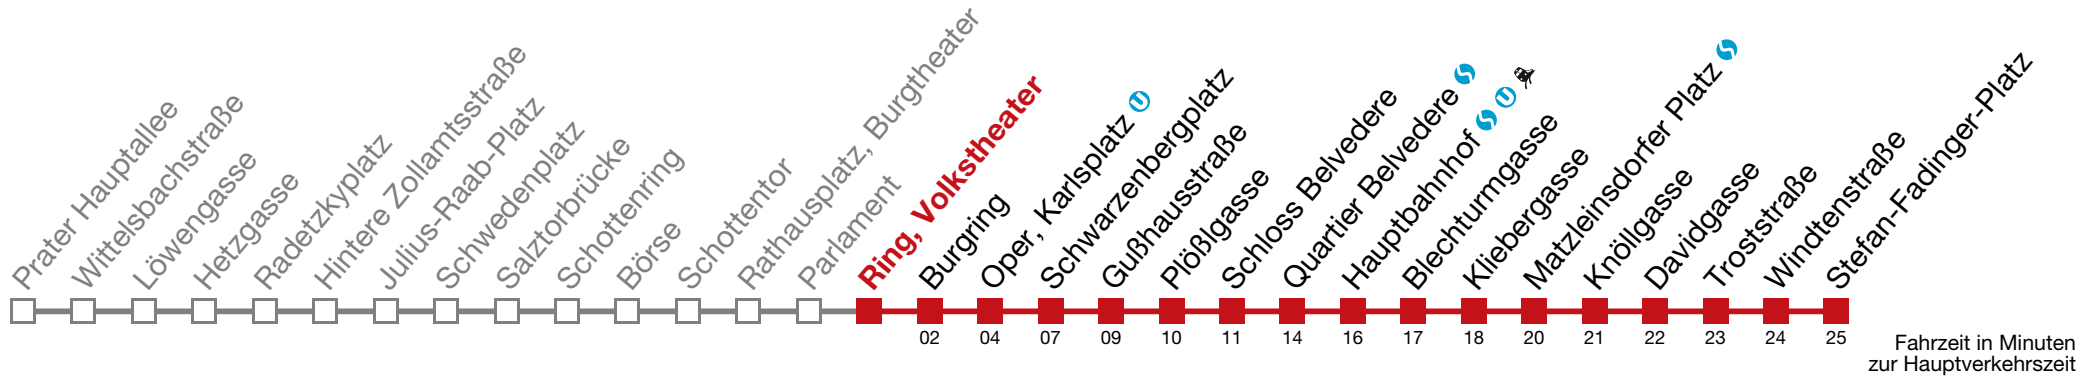 Prater Hauptallee
Wittelsbachstraße
Löwengasse
Hetzgasse
Radetzkyplatz
Hintere Zollamtsstraße
Julius-Raab-Platz
Schwedenplatz
Salztorbrücke
Schottenring
Börse
Schottentor
Rathausplatz, Burgtheater
Parlament
Ring, Volkstheater
Burgring
Oper, Karlsplatz U
Schwarzenbergplatz
Gußhausstraße
Plößlgasse
Schloss Belvedere
Quartier Belvedere S
Hauptbahnhof S U
Blechturmgasse
Kliebergasse
Matzleinsdorfer Platz S
Knöllgasse
Davidgasse
Troststraße
Windtenstraße
Stefan-Fadinger-Platz
02 04 07 09 10 11 14 16 17 18 20 21 22 23 24 25
Fahrzeit in Minuten
zur Hauptverkehrszeit